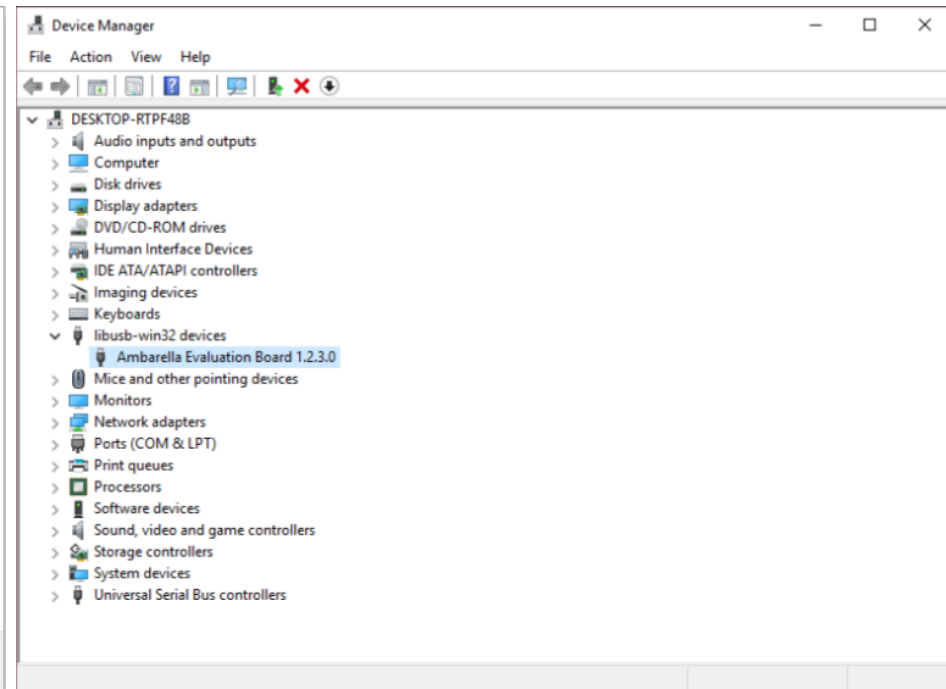 Device Manager
File Action View Help
DESKTOP-RTPF48B
Audio inputs and outputs
Computer
Disk drives
Display adapters
DVD/CD-ROM drives
Human Interface Devices
IDE ATA/ATAPI controllers
Imaging devices
Keyboards
libusb-win32 devices
Ambarella Evaluation Board 1.2.3.0
Mice and other pointing devices
Monitors
Network adapters
Ports (COM & LPT)
Print queues
Processors
Software devices
Sound, video and game controllers
Storage controllers
System devices
Universal Serial Bus controllers